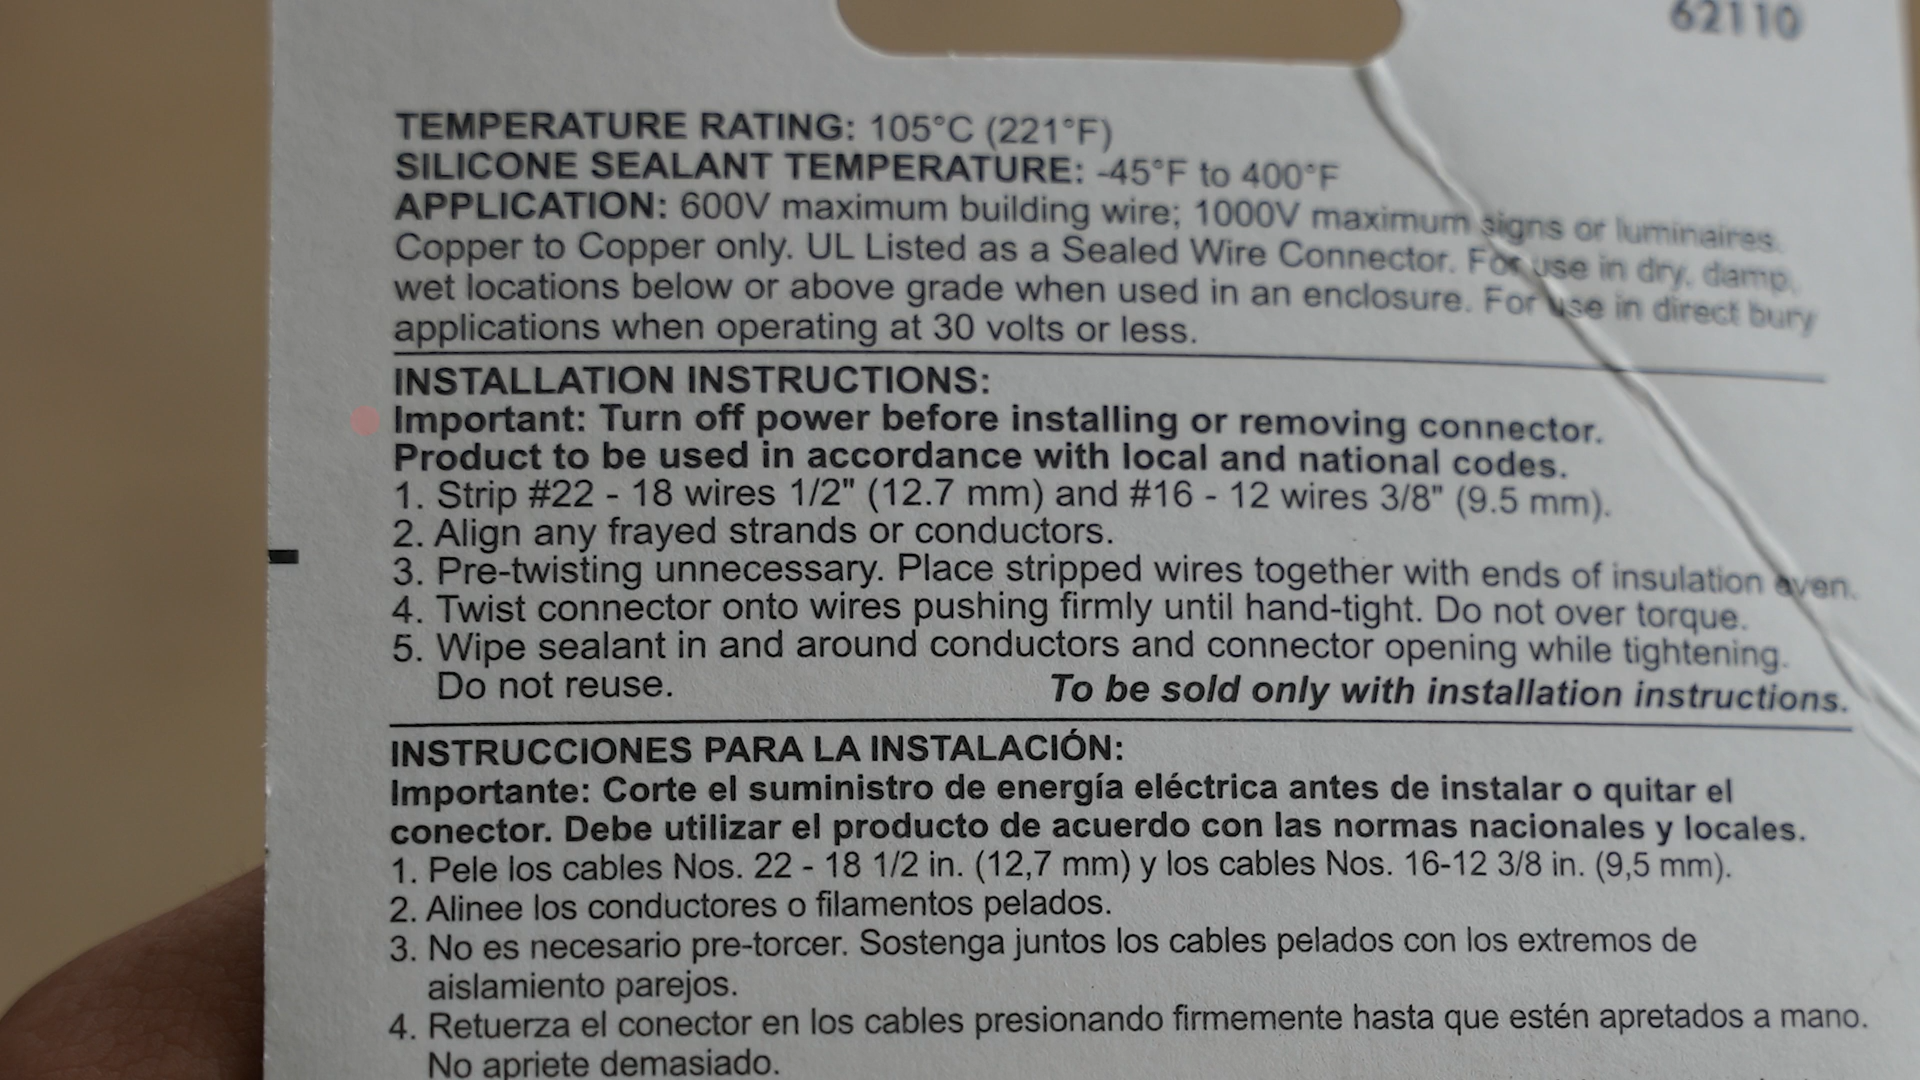 62110
TEMPERATURE RATING: 105°C (221°F)
SILICONE SEALANT TEMPERATURE: -45°F to 400°F
APPLICATION: 600V maximum building wire; 1000V maximum signs or luminaires.
Copper to Copper only. UL Listed as a Sealed Wire Connector. For use in dry, damp,
wet locations below or above grade when used in an enclosure. For use in direct bury
applications when operating at 30 volts or less.
INSTALLATION INSTRUCTIONS:
Important: Turn off power before installing or removing connector.
Product to be used in accordance with local and national codes.
1. Strip #22 - 18 wires 1/2" (12.7 mm) and #16 - 12 wires 3/8" (9.5 mm).
2. Align any frayed strands or conductors.
3. Pre-twisting unnecessary. Place stripped wires together with ends of insulation even.
4. Twist connector onto wires pushing firmly until hand-tight. Do not over torque.
5. Wipe sealant in and around conductors and connector opening while tightening.
Do not reuse. To be sold only with installation instructions.
INSTRUCCIONES PARA LA INSTALACIÓN:
Importante: Corte el suministro de energía eléctrica antes de instalar o quitar el
conector. Debe utilizar el producto de acuerdo con las normas nacionales y locales.
1. Pele los cables Nos. 22 - 18 1/2 in. (12,7 mm) y los cables Nos. 16-12 3/8 in. (9,5 mm).
2. Alinee los conductores o filamentos pelados.
3. No es necesario pre-torcer. Sostenga juntos los cables pelados con los extremos de
aislamiento parejos.
4. Retuerza el conector en los cables presionando firmemente hasta que estén apretados a mano.
No apriete demasiado.